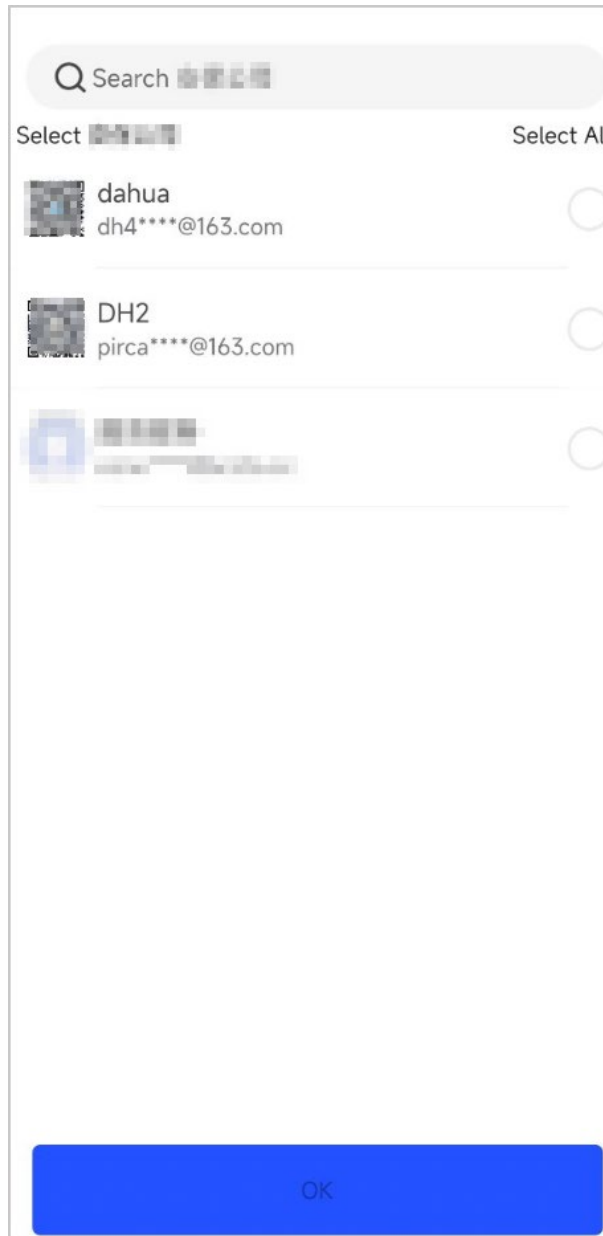 Search
Select
Select Al
dahua
dh4****@163.com
DH2
pirca****@163.com
OK